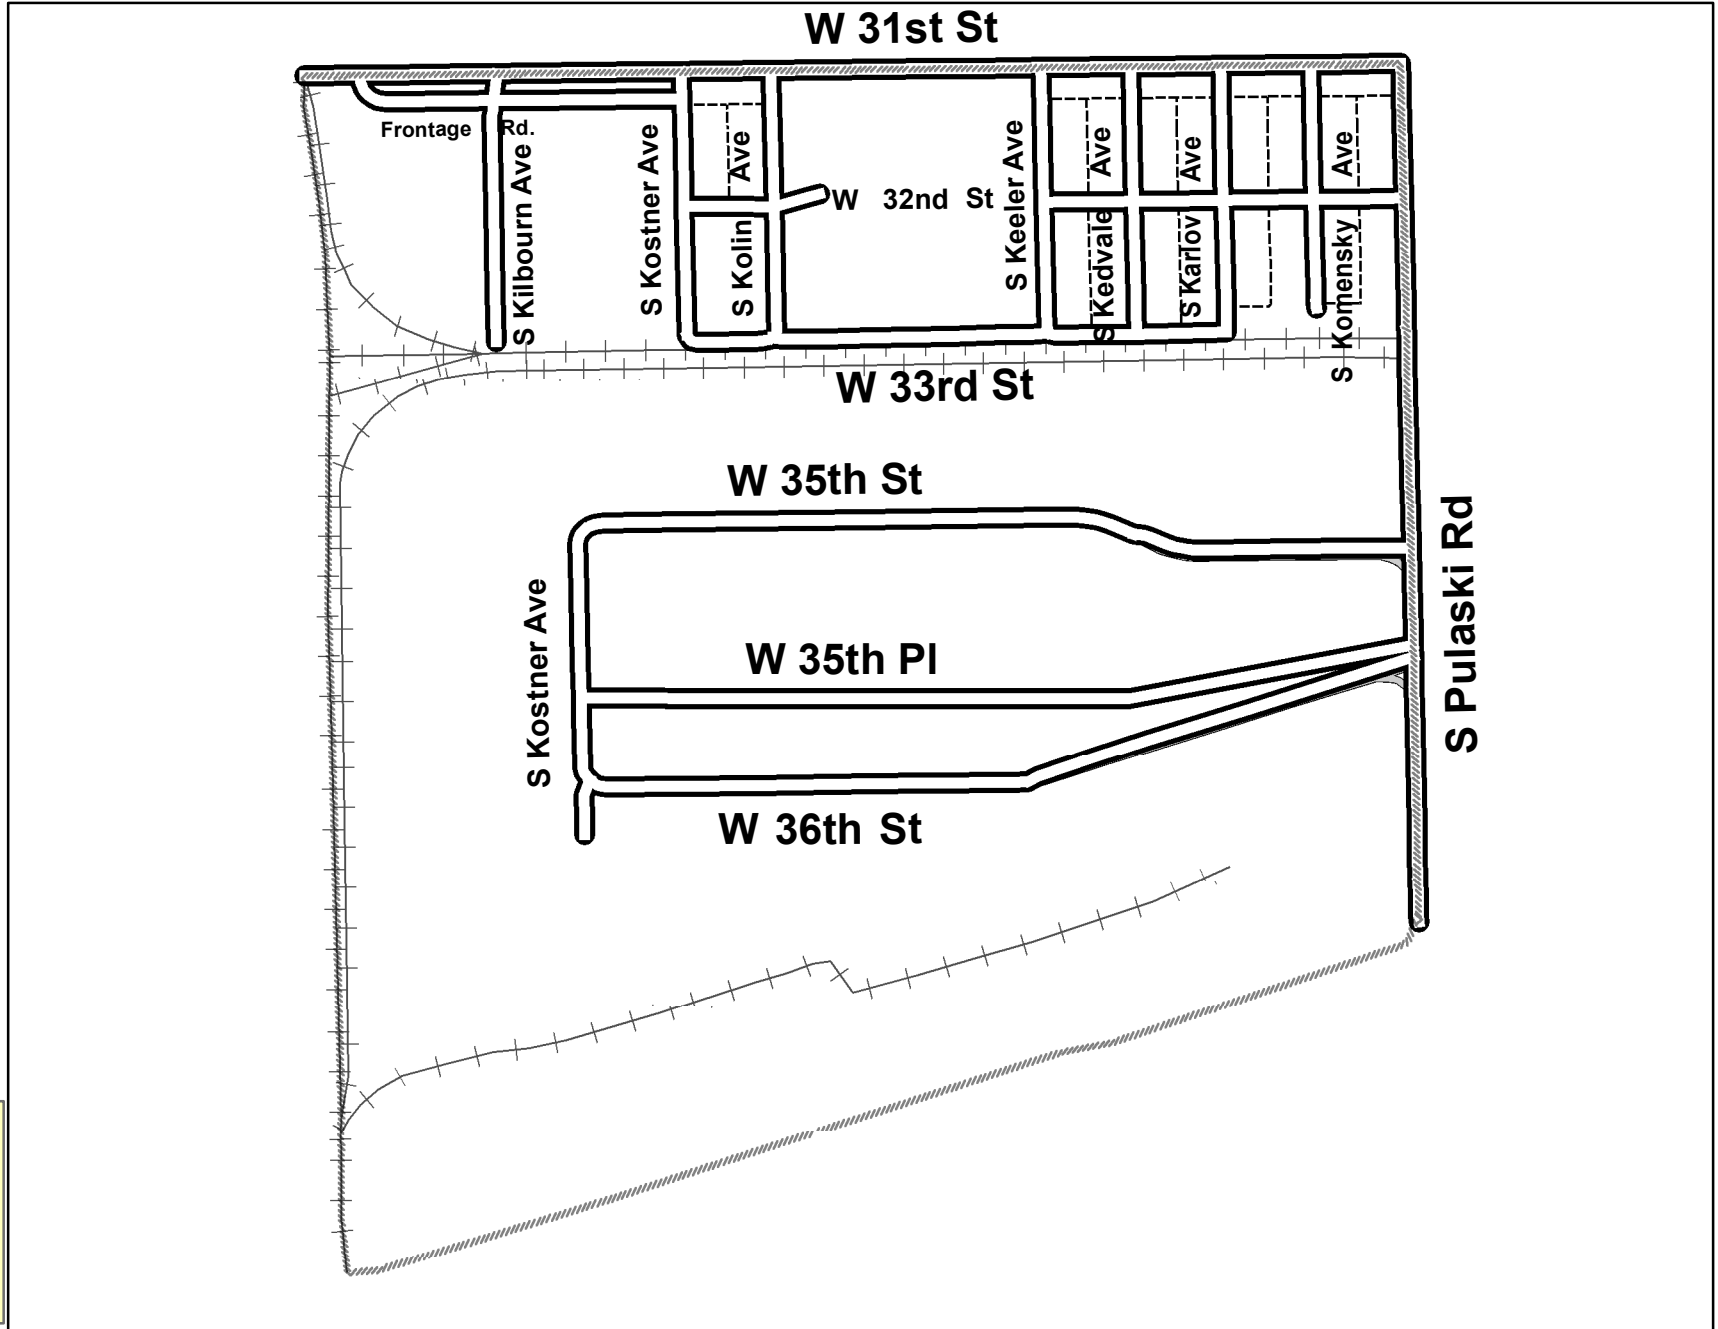 W 31st St
Frontage Rd.
S Kilbourn Ave
S Kostner Ave
S Kolin Ave
W 32nd St
S Keeler Ave
S Kedvale Ave
S Karlov Ave
S Komensky Ave
W 33rd St
W 35th St
S Pulaski Rd
S Kostner Ave
W 35th Pl
W 36th St